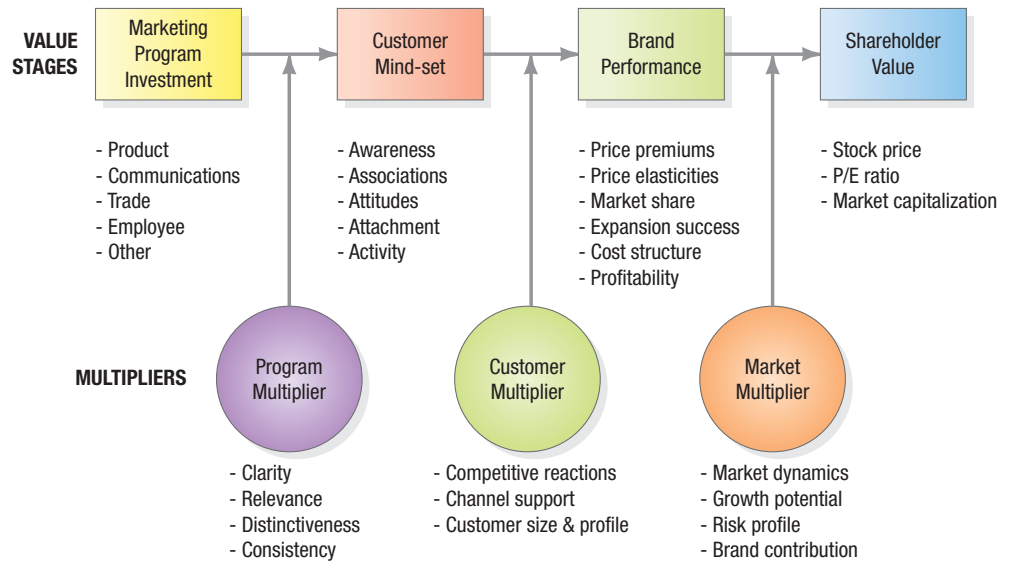 VALUE
STAGES
Marketing
Program
Investment
Customer
Mind-set
Brand
Performance
Shareholder
Value
- Product
- Communications
- Trade
- Employee
- Other
- Awareness
- Associations
- Attitudes
- Attachment
- Activity
- Price premiums
- Price elasticities
- Market share
- Expansion success
- Cost structure
- Profitability
- Stock price
- P/E ratio
- Market capitalization
MULTIPLIERS
Program
Multiplier
Customer
Multiplier
Market
Multiplier
- Clarity
- Relevance
- Distinctiveness
- Consistency
- Competitive reactions
- Channel support
- Customer size & profile
- Market dynamics
- Growth potential
- Risk profile
- Brand contribution